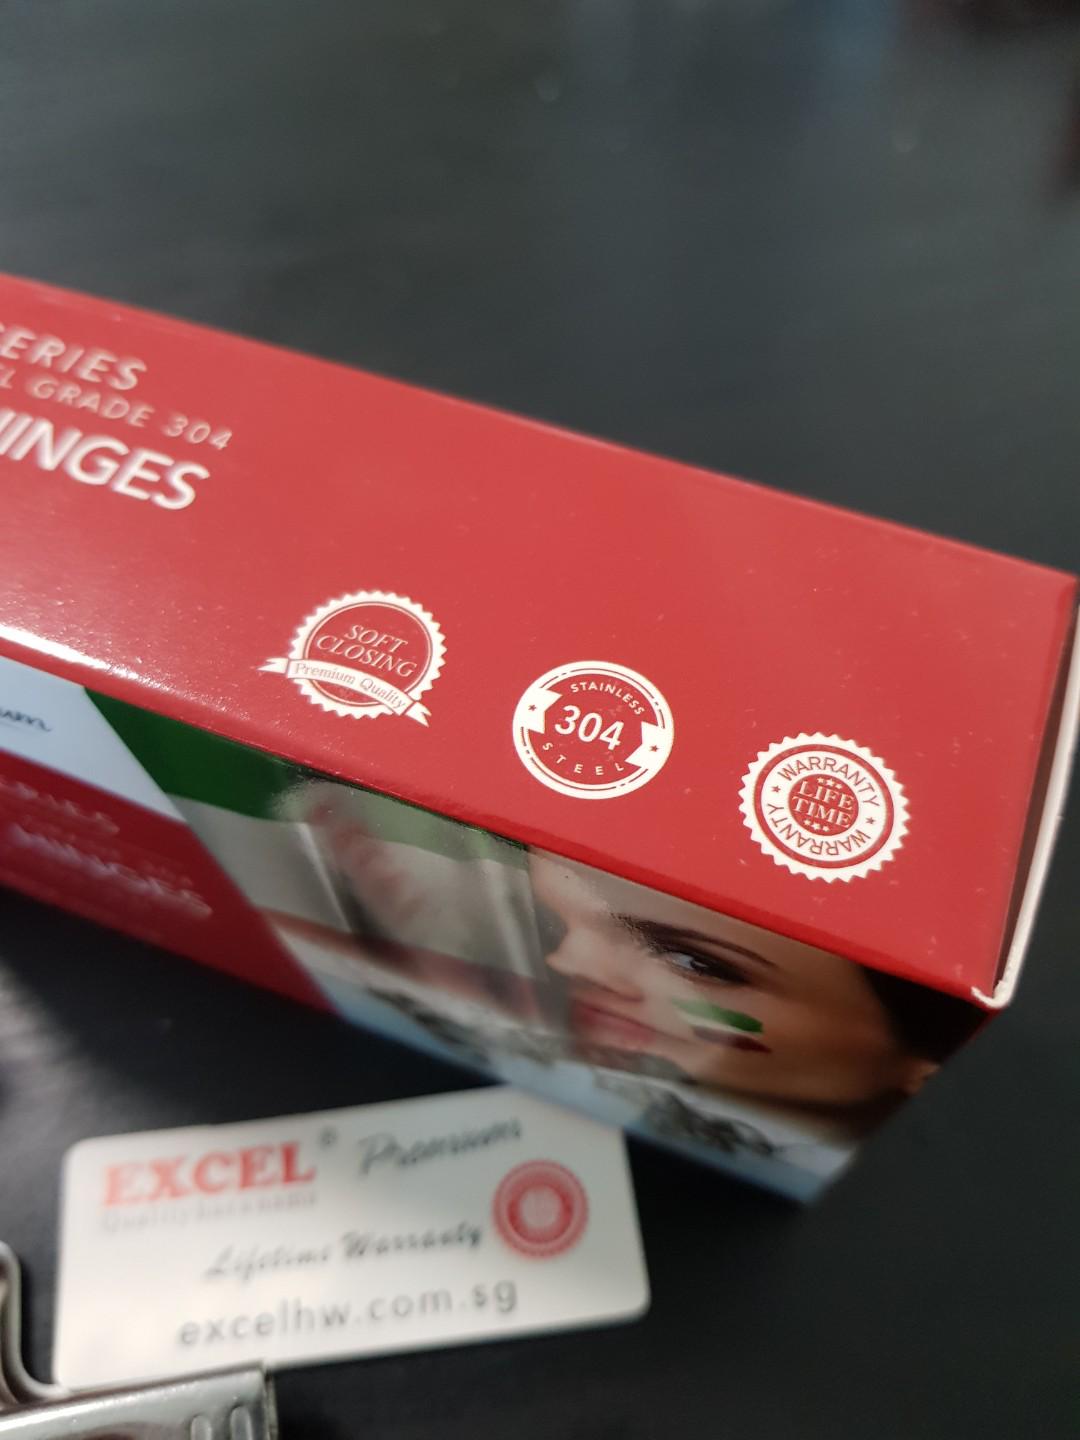 SERIES
GRADE 304
HINGES
SOFT
CLOSING
Premium Quality
STAINLESS
304
STEEL
WARRANTY
LIFE
TIME
WARRANTY
EXCEL® Premium
Lifetime Warranty
excelhw.com.sg